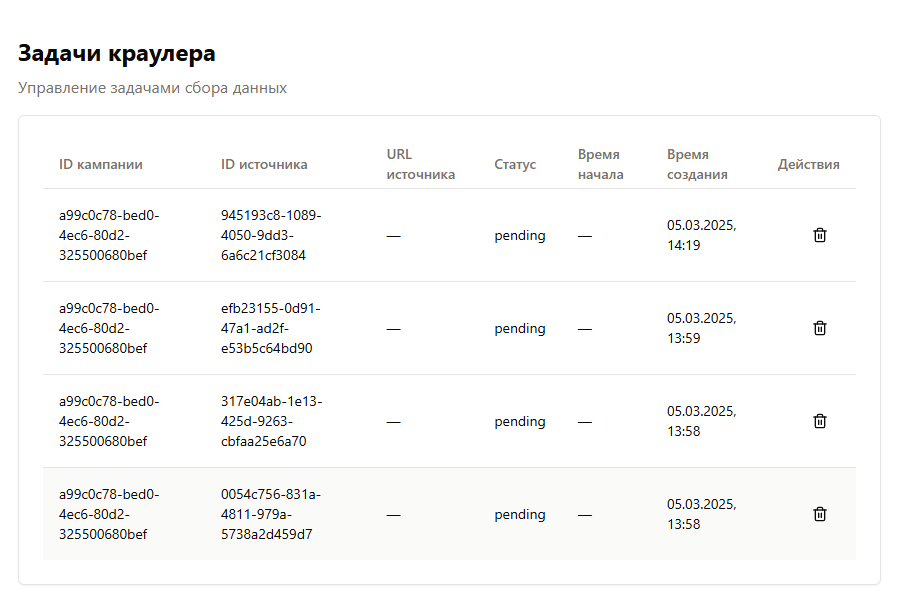 Задачи краулера
Управление задачами сбора данных
ID кампании
ID источника
URL
источника
Статус
Время
начала
Время
создания
Действия
a99c0c78-bed0-
4ec6-80d2-
325500680bef
945193c8-1089-
4050-9dd3-
6a6c21cf3084
—
pending
—
05.03.2025,
14:19
a99c0c78-bed0-
4ec6-80d2-
325500680bef
efb23155-0d91-
47a1-ad2f-
e53b5c64bd90
—
pending
—
05.03.2025,
13:59
a99c0c78-bed0-
4ec6-80d2-
325500680bef
317e04ab-1e13-
425d-9263-
cbfaa25e6a70
—
pending
—
05.03.2025,
13:58
a99c0c78-bed0-
4ec6-80d2-
325500680bef
0054c756-831a-
4811-979a-
5738a2d459d7
—
pending
—
05.03.2025,
13:58